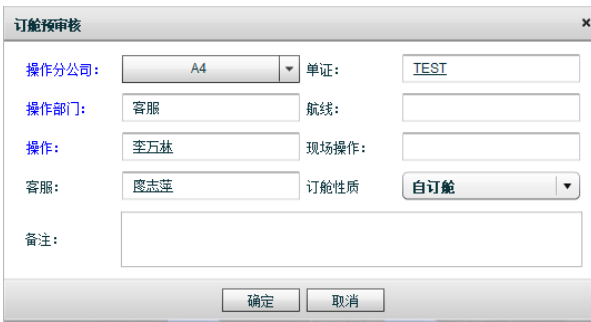 订舱预审核 ×
操作分公司： A4 单证： TEST
操作部门： 客服 航线：
操作： 李万林 现场操作：
客服： 廖志萍 订舱性质 自订舱
备注：
确定 取消